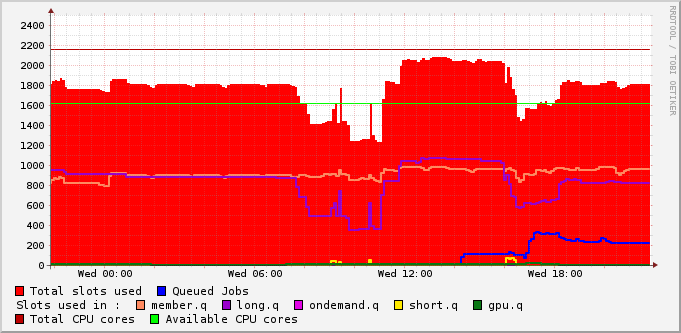 RRDTOOL / TOBI OETIKER
2400
2200
2000
1800
1600
1400
1200
1000
800
600
400
200
0
Wed 00:00 Wed 06:00 Wed 12:00 Wed 18:00
Total slots used Queued Jobs
Slots used in : member.q long.q ondemand.q short.q gpu.q
Total CPU cores Available CPU cores